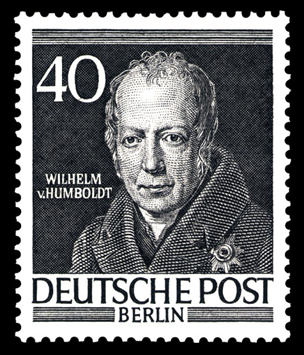 40
WILHELM
v. HUMBOLDT
DEUTSCHE POST
BERLIN